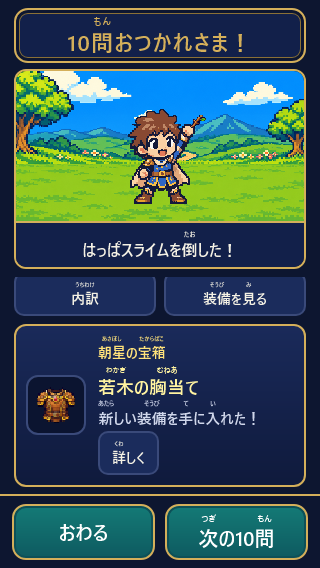 10問おつかれさま！
はっぱスライムを倒した！
内訳
装備を見る
朝星の宝箱
若木の胸当て
新しい装備を手に入れた！
詳しく
おわる
次の10問